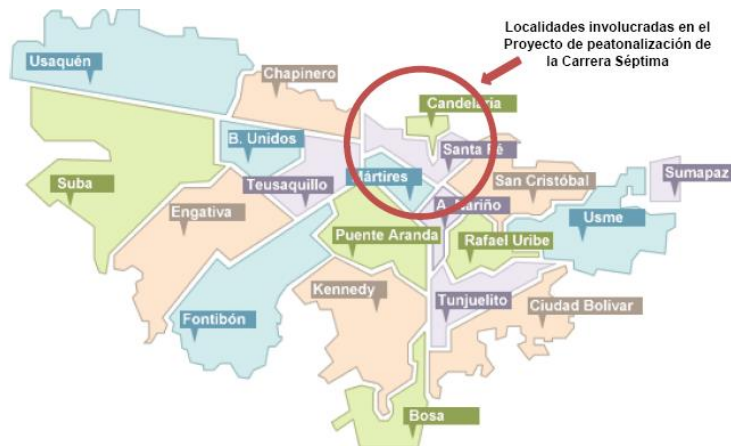 Localidades involucradas en el
Proyecto de peatonalización de
la Carrera Séptima
Usaquén
Chapinero
Candelaria
B. Unidos
Santa Fé
Sumapaz
Suba
Teusaquillo
Mártires
San Cristóbal
Engativa
A. Nariño
Usme
Puente Aranda
Rafael Uribe
Fontibón
Kennedy
Tunjuelito
Ciudad Bolivar
Bosa